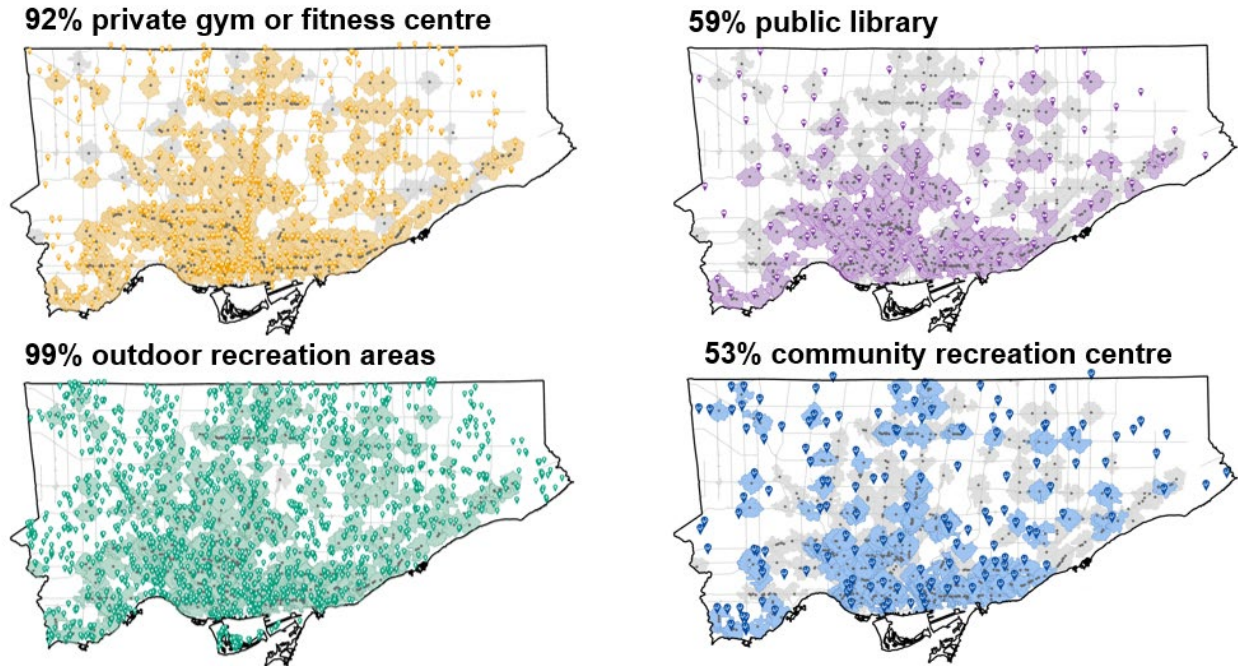 92% private gym or fitness centre
59% public library
99% outdoor recreation areas
53% community recreation centre